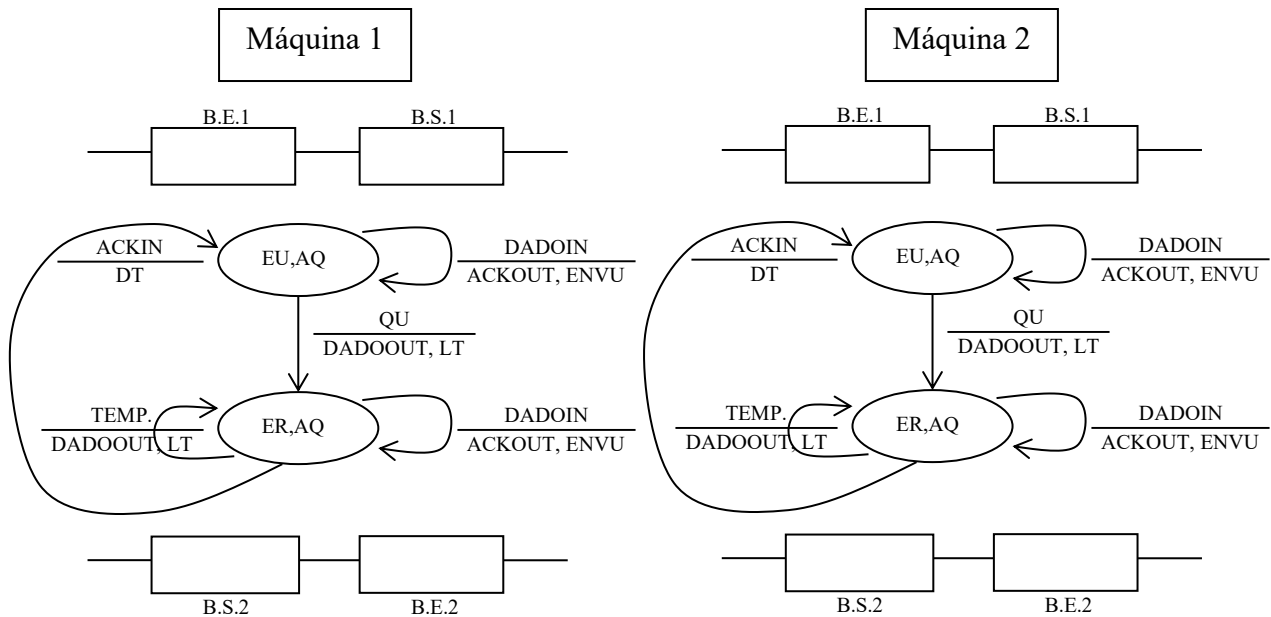 Máquina 1
B.E.1
B.S.1
ACKIN
DT
EU,AQ
DADOIN
ACKOUT, ENVU
QU
DADOOUT, LT
TEMP.
DADOOUT, LT
ER,AQ
DADOIN
ACKOUT, ENVU
B.S.2
B.E.2
Máquina 2
B.E.1
B.S.1
ACKIN
DT
EU,AQ
DADOIN
ACKOUT, ENVU
QU
DADOOUT, LT
TEMP.
DADOOUT, LT
ER,AQ
DADOIN
ACKOUT, ENVU
B.S.2
B.E.2